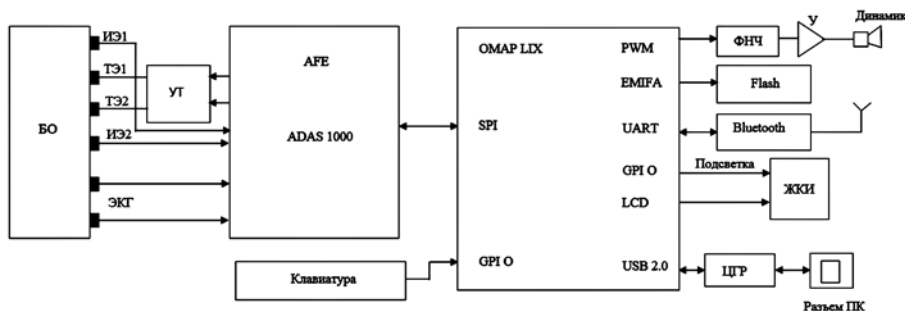 БО
ИЭ1
ТЭ1
ТЭ2
ИЭ2
ЭКГ
УТ
AFE
ADAS 1000
Клавиатура
OMAP LIX
SPI
GPI O
PWM
EMIFA
UART
GPI O
LCD
USB 2.0
ФНЧ
У
Динамик
Flash
Bluetooth
Подсветка
ЖКИ
ЦГР
Разъем ПК